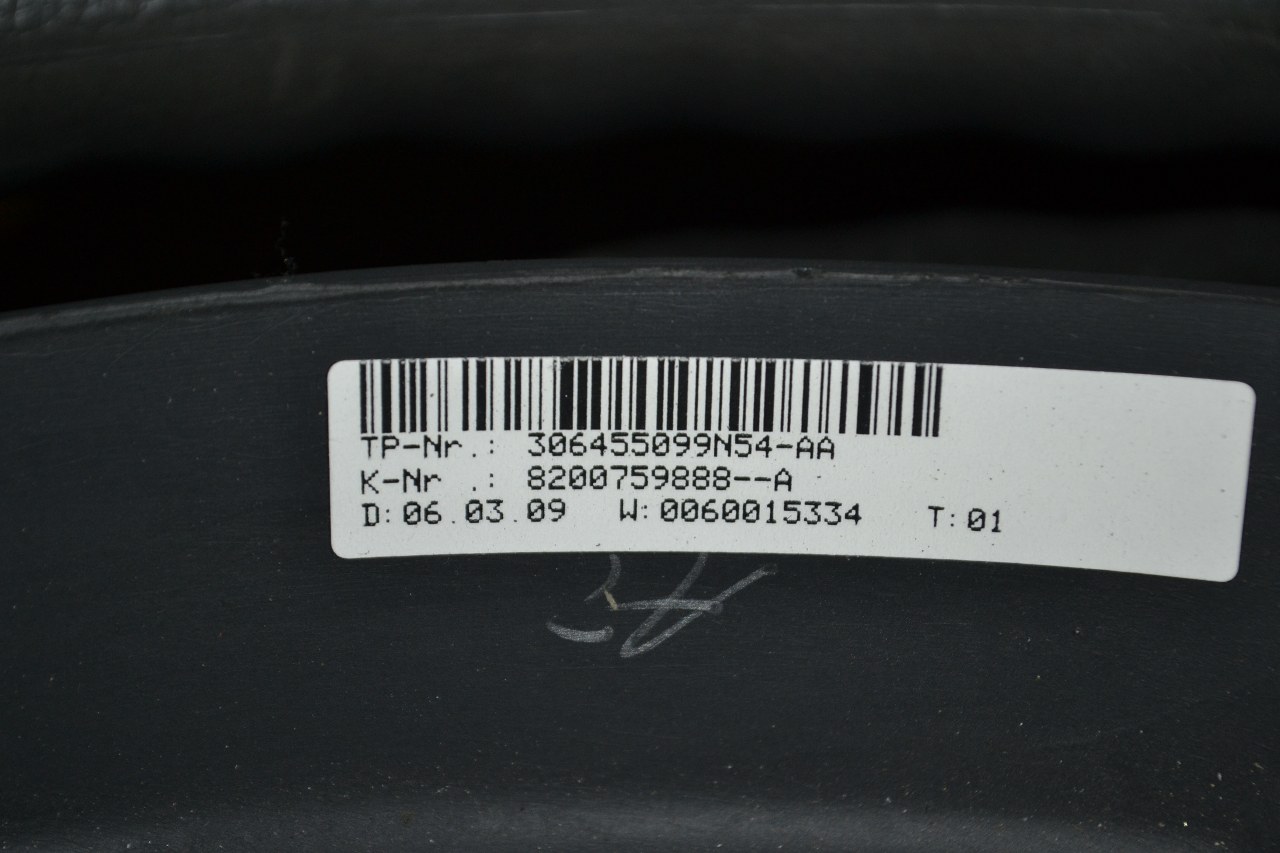 TP-Nr.: 306455099N54-AA
K-Nr .: 8200759888--A
D:06.03.09 W:0060015334 T:01